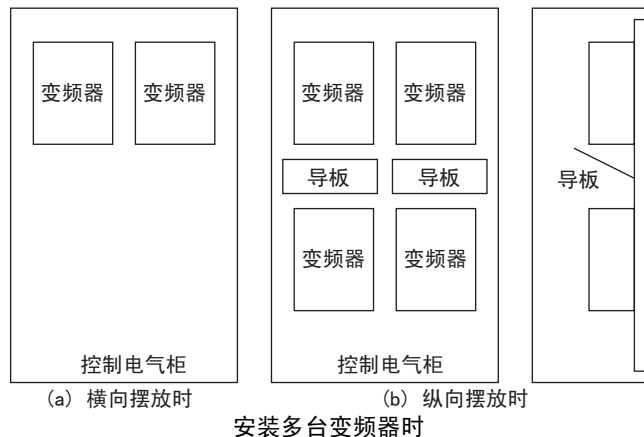 变频器 变频器
控制电气柜
变频器 变频器
导板 导板
变频器 变频器
控制电气柜
导板
(a) 横向摆放时
(b) 纵向摆放时
安装多台变频器时